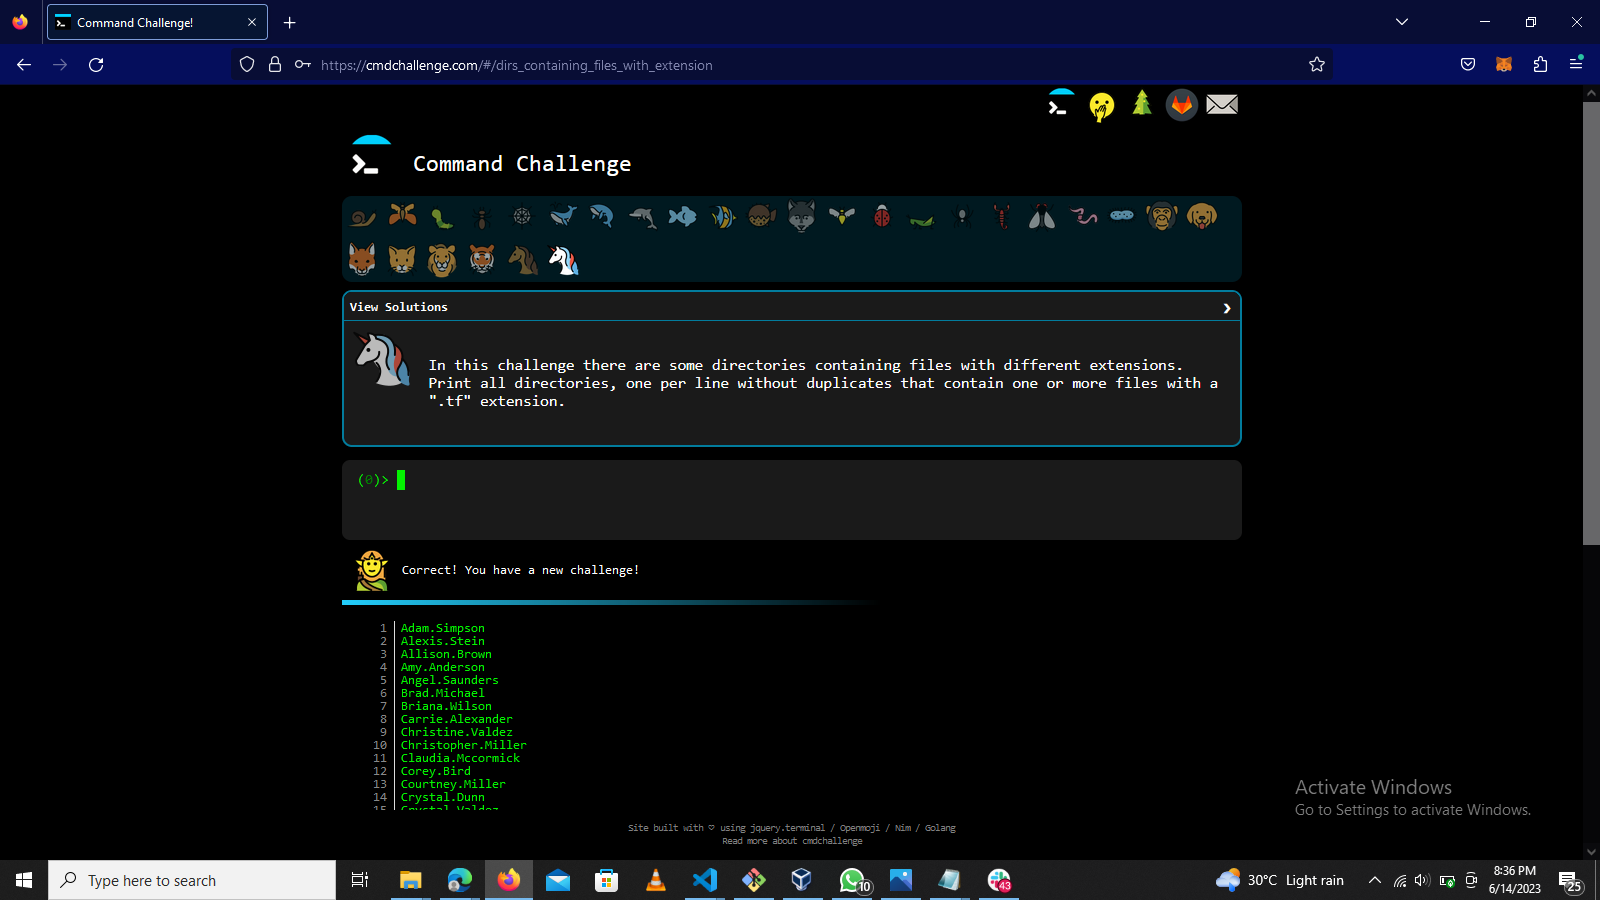 Command Challenge!
https://cmdchallenge.com/#/dirs_containing_files_with_extension
Command Challenge
View Solutions
In this challenge there are some directories containing files with different extensions.
Print all directories, one per line without duplicates that contain one or more files with a
".tf" extension.
(0)>
Correct! You have a new challenge!
1 Adam.Simpson
2 Alexis.Stein
3 Allison.Brown
4 Amy.Anderson
5 Angel.Saunders
6 Brad.Michael
7 Briana.Wilson
8 Carrie.Alexander
9 Christine.Valdez
10 Christopher.Miller
11 Claudia.Mccormick
12 Corey.Bird
13 Courtney.Miller
14 Crystal.Dunn
15 Crystal.Valdez
Activate Windows
Go to Settings to activate Windows.
Site built with ♡ using jquery.terminal / Openmoji / Nim / Golang
Read more about cmdchallenge
Type here to search
10
43
30°C Light rain
8:36 PM
6/14/2023
25